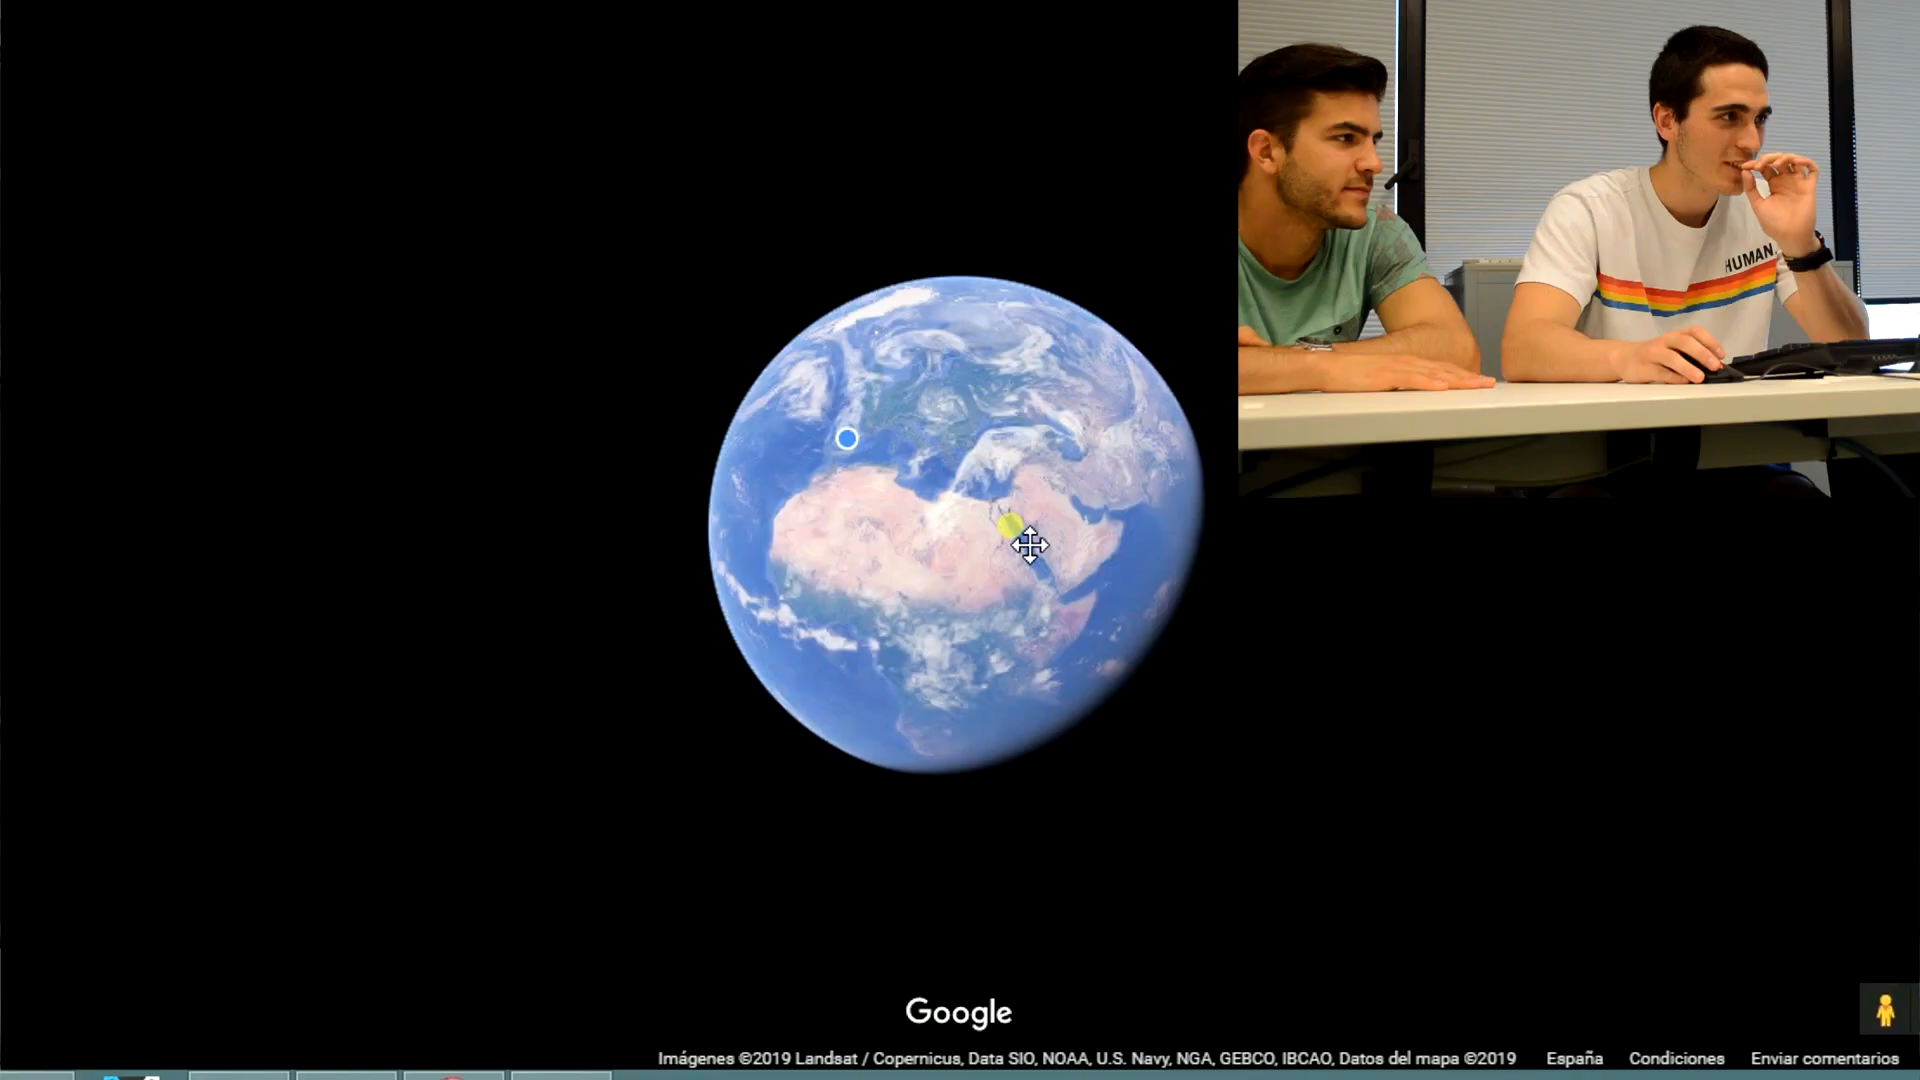 HUMAN.
Google
Imágenes ©2019 Landsat / Copernicus, Data SIO, NOAA, U.S. Navy, NGA, GEBCO, IBCAO, Datos del mapa ©2019 España Condiciones Enviar comentarios